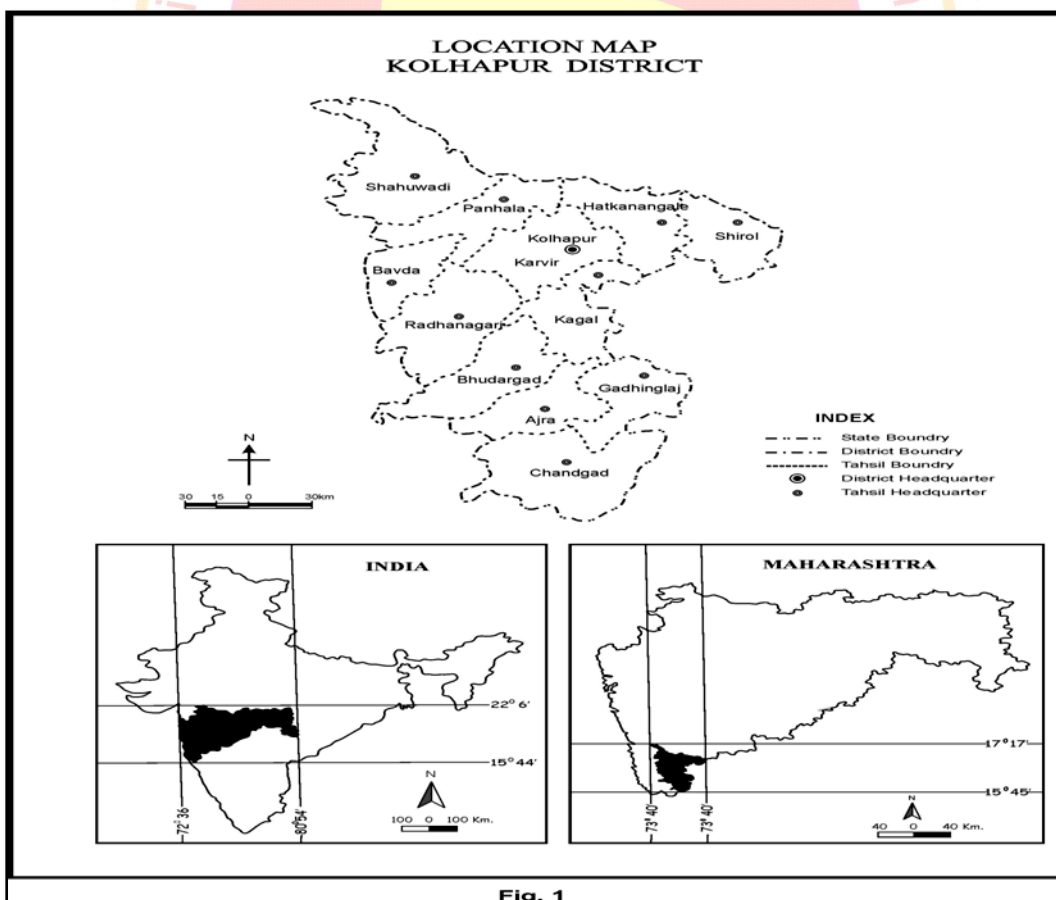 LOCATION MAP
KOLHAPUR DISTRICT
Shahuwadi
Panhala
Hatkanangale
Shirol
Kolhapur
Karvir
Bavda
Radhanagari
Kagal
Bhudargad
Gadhinglaj
Ajra
Chandgad
N
30 15 0 30km
INDEX
State Boundry
District Boundry
Tahsil Boundry
District Headquarter
Tahsil Headquarter
INDIA
22° 6'
15° 44'
72° 36'
80° 54'
N
100 0 100 Km.
MAHARASHTRA
17° 17'
15° 45'
73° 40'
73° 40'
N
40 0 40 Km.
Fig. 1